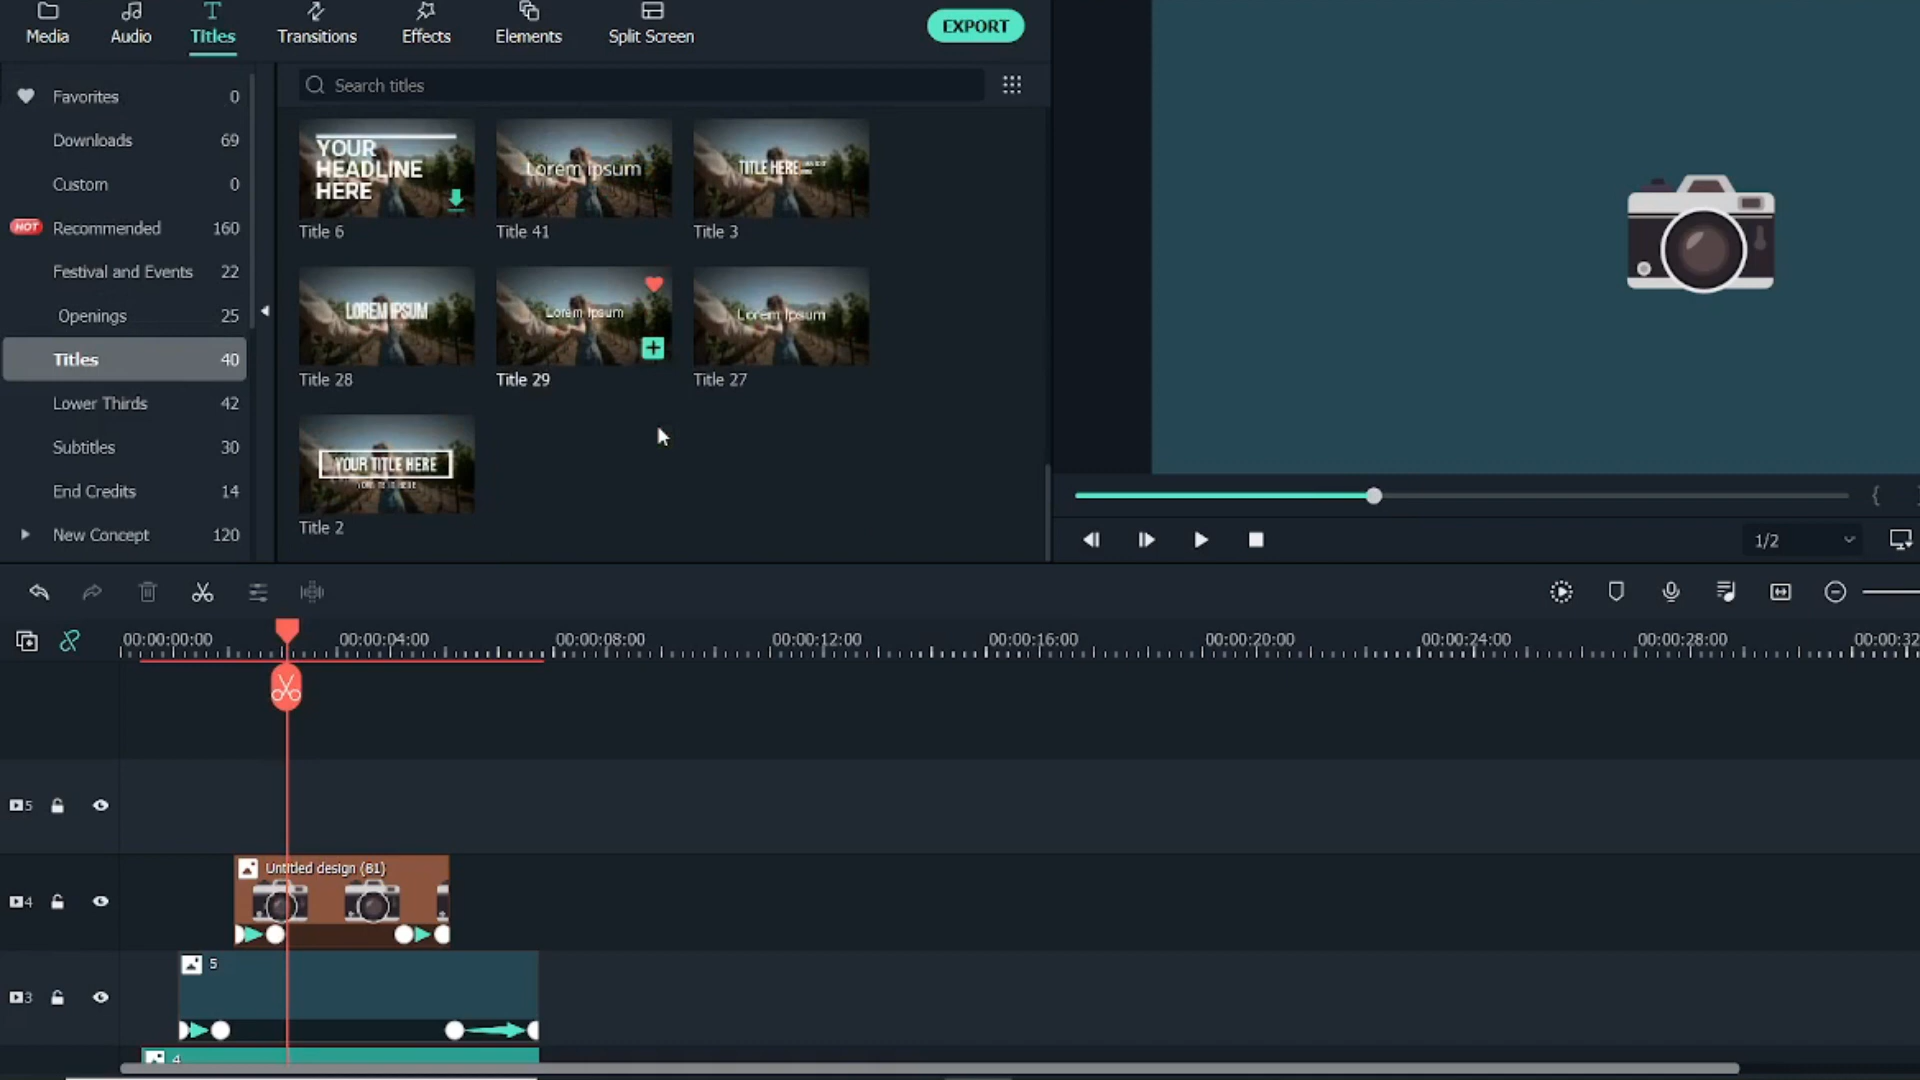 Media Audio Titles Transitions Effects Elements Split Screen EXPORT
Search titles
Favorites 0
Downloads 69
Custom 0
HOT Recommended 160
Festival and Events 22
Openings 25
Titles 40
Lower Thirds 42
Subtitles 30
End Credits 14
New Concept 120
YOUR
HEADLINE
HERE
Lorem Ipsum
TITLE HERE
Title 6 Title 41 Title 3
LOREM IPSUM
Lorem Ipsum
Lorem Ipsum
Title 28 Title 29 Title 27
YOUR TITLE HERE
Title 2
1/2
00:00:00:00 00:00:04:00 00:00:08:00 00:00:12:00 00:00:16:00 00:00:20:00 00:00:24:00 00:00:28:00 00:00:32
5
4
Untitled design (81)
3
5
4